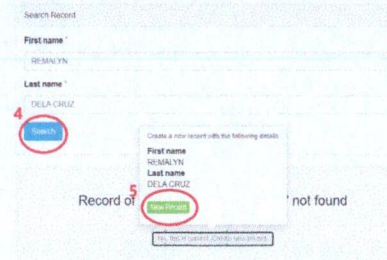 Search Record
First name *
REMALYN
Last name *
DELA CRUZ
4
Search
Create a new record with the following details
First name
REMALYN
Last name
DELA CRUZ
5
New Record
Record of " not found